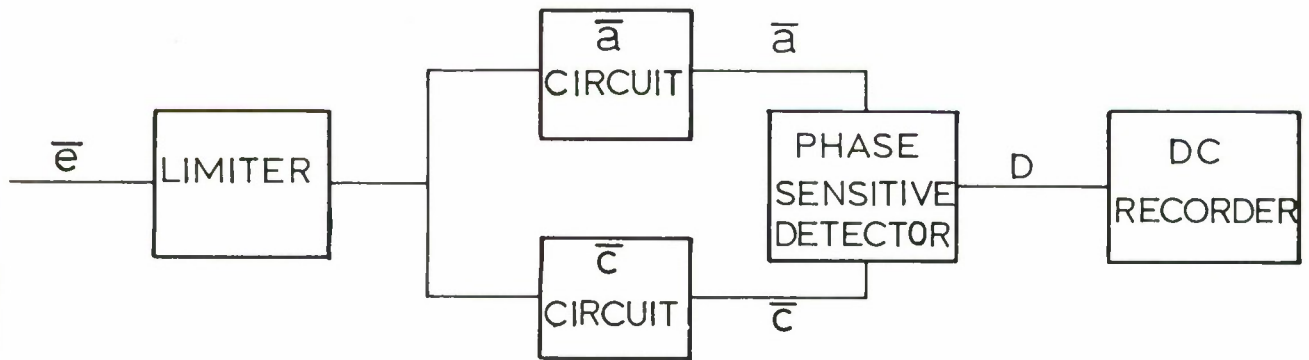 e̅
LIMITER
a̅
CIRCUIT
a̅
c̅
CIRCUIT
c̅
PHASE
SENSITIVE
DETECTOR
D
DC
RECORDER